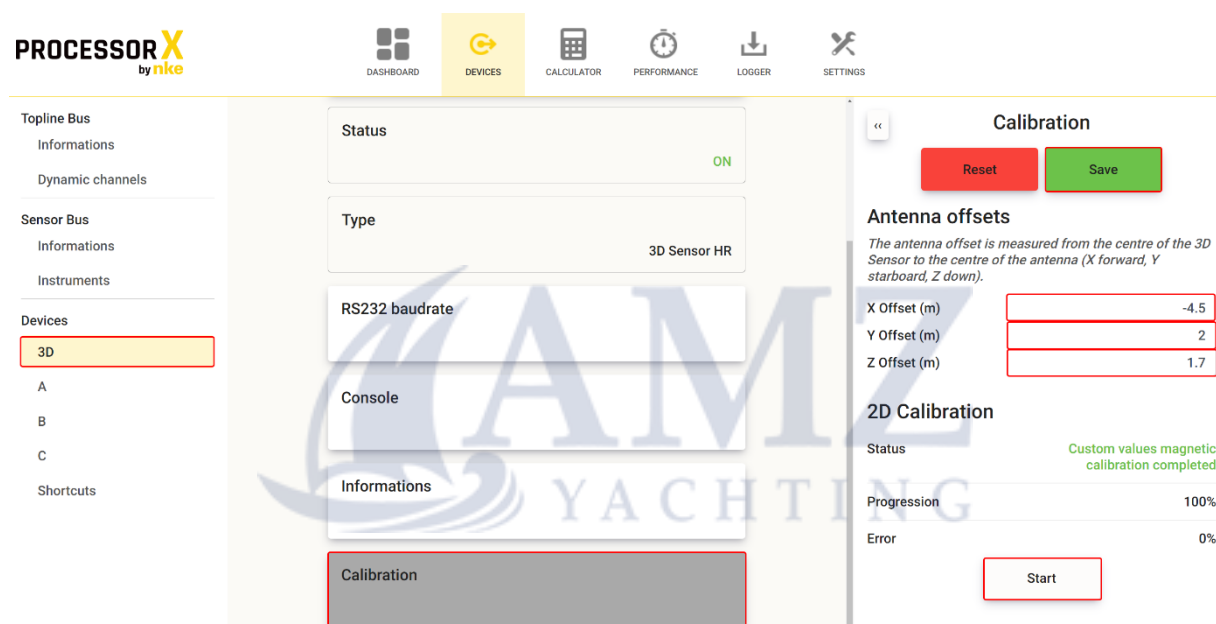 PROCESSOR X
by nke
DASHBOARD
DEVICES
CALCULATOR
PERFORMANCE
LOGGER
SETTINGS
Topline Bus
Informations
Dynamic channels
Sensor Bus
Informations
Instruments
Devices
3D
A
B
C
Shortcuts
Status
ON
Type
3D Sensor HR
RS232 baudrate
Console
Informations
Calibration
‹‹
Calibration
Reset
Save
Antenna offsets
The antenna offset is measured from the centre of the 3D
Sensor to the centre of the antenna (X forward, Y
starboard, Z down).
X Offset (m) -4.5
Y Offset (m) 2
Z Offset (m) 1.7
2D Calibration
Status Custom values magnetic
calibration completed
Progression 100%
Error 0%
Start
AMZ
YACHTING